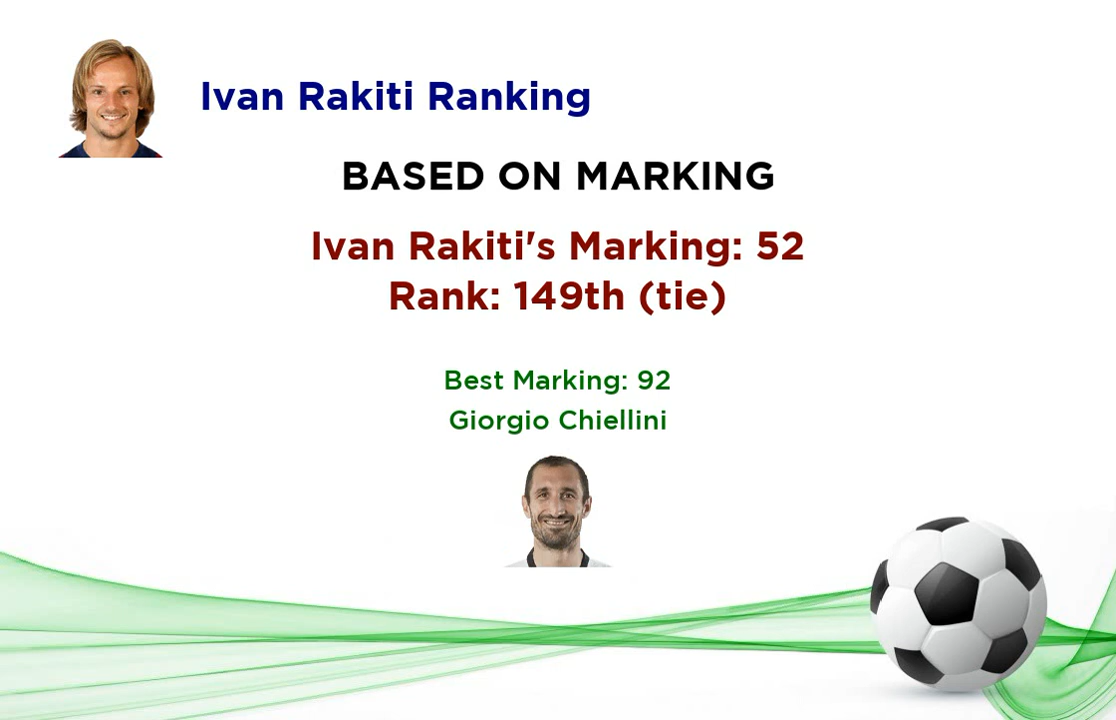 Ivan Rakiti Ranking
BASED ON MARKING
Ivan Rakiti's Marking: 52
Rank: 149th (tie)
Best Marking: 92
Giorgio Chiellini